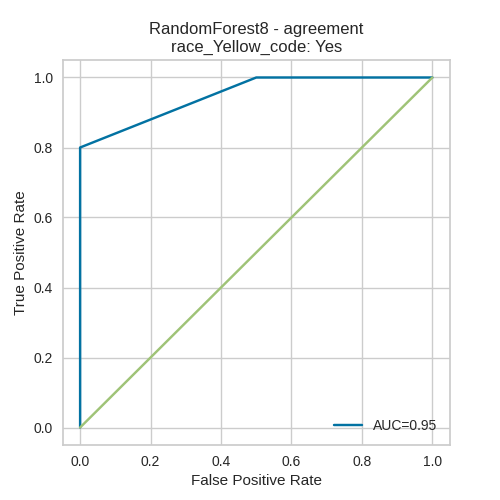 RandomForest8 - agreement
race_Yellow_code: Yes
True Positive Rate
1.0
0.8
0.6
0.4
0.2
0.0
AUC=0.95
0.0 0.2 0.4 0.6 0.8 1.0
False Positive Rate